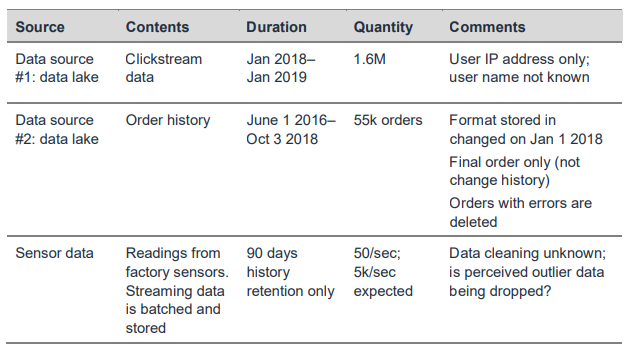 Source Contents Duration Quantity Comments
Data source Clickstream Jan 2018– 1.6M User IP address only;
#1: data lake data Jan 2019 user name not known
Data source Order history June 1 2016– 55k orders Format stored in
#2: data lake Oct 3 2018 changed on Jan 1 2018
Final order only (not
change history)
Orders with errors are
deleted
Sensor data Readings from 90 days 50/sec; Data cleaning unknown;
factory sensors. history 5k/sec is perceived outlier data
Streaming data retention only expected being dropped?
is batched and
stored